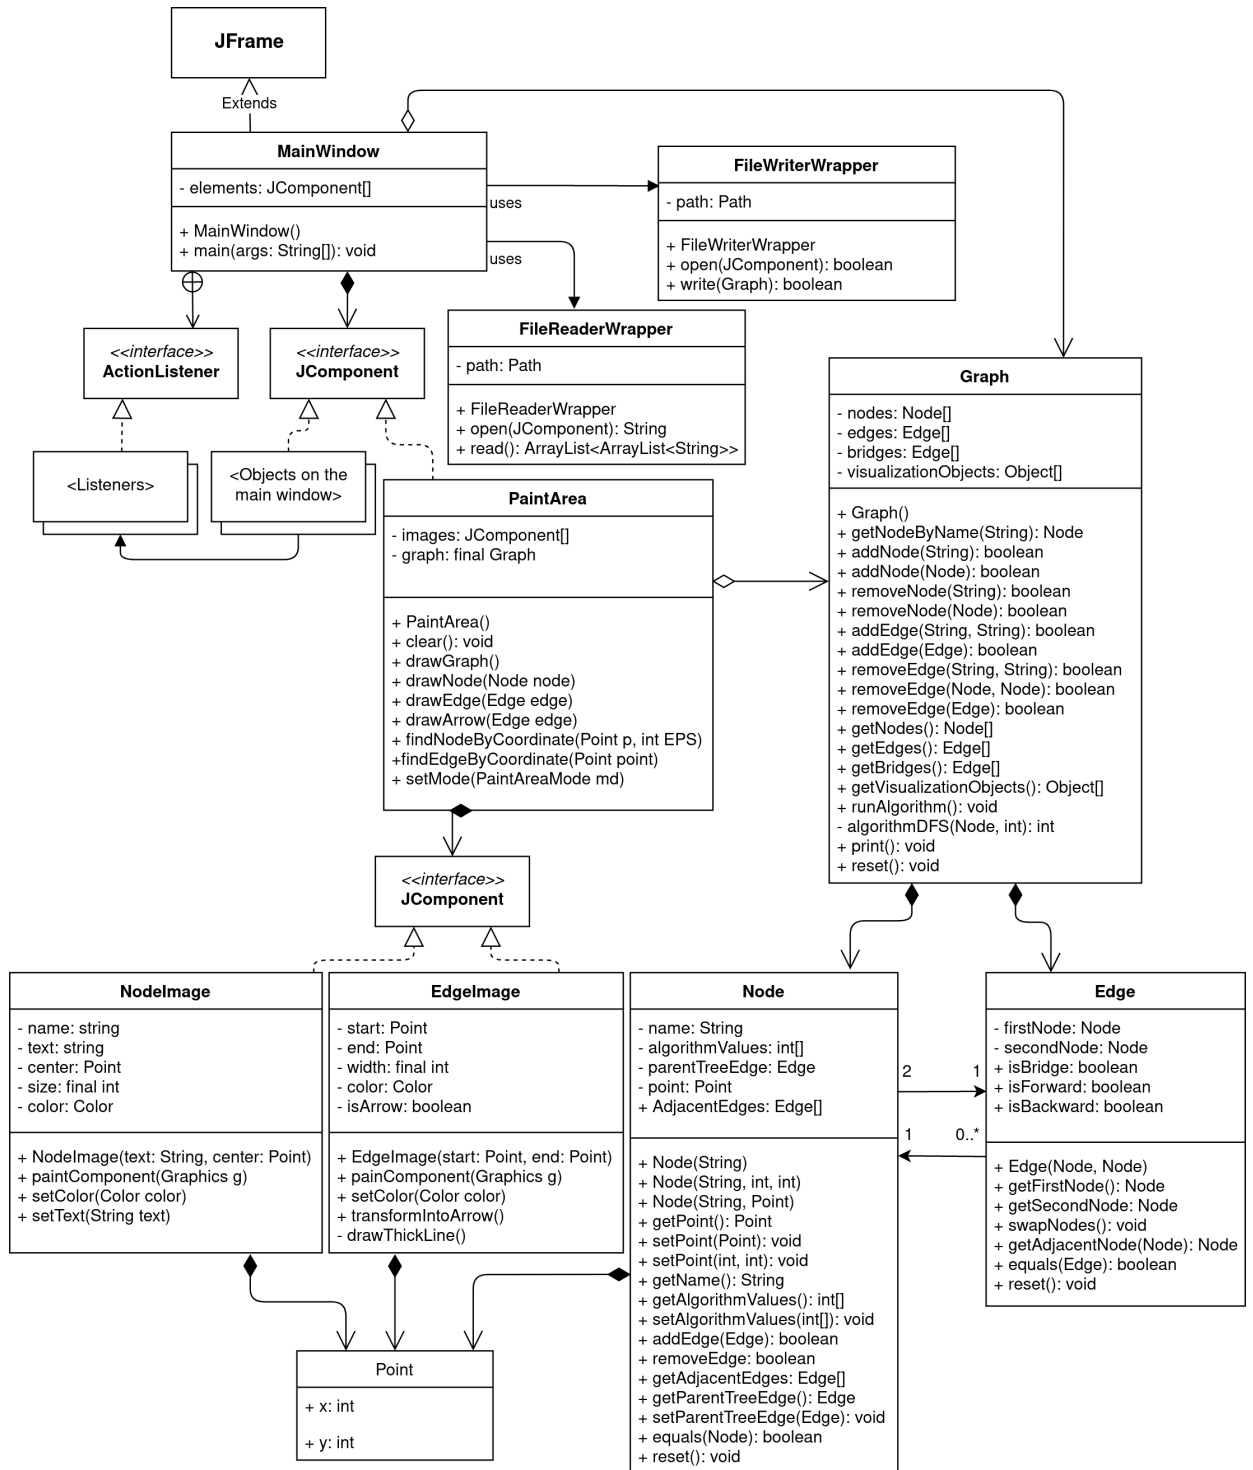 JFrame
Extends
MainWindow
- elements: JComponent[]
+ MainWindow()
+ main(args: String[]): void
uses
uses
FileWriterWrapper
- path: Path
+ FileWriterWrapper
+ open(JComponent): boolean
+ write(Graph): boolean
<<interface>>
ActionListener
<<interface>>
JComponent
FileReaderWrapper
- path: Path
+ FileReaderWrapper
+ open(JComponent): String
+ read(): ArrayList<ArrayList<String>>
<Listeners>
<Objects on the
main window>
Graph
- nodes: Node[]
- edges: Edge[]
- bridges: Edge[]
- visualizationObjects: Object[]
+ Graph()
+ getNodeByName(String): Node
+ addNode(String): boolean
+ addNode(Node): boolean
+ removeNode(String): boolean
+ removeNode(Node): boolean
+ addEdge(String, String): boolean
+ addEdge(Edge): boolean
+ removeEdge(String, String): boolean
+ removeEdge(Node, Node): boolean
+ removeEdge(Edge): boolean
+ getNodes(): Node[]
+ getEdges(): Edge[]
+ getBridges(): Edge[]
+ getVisualizationObjects(): Object[]
+ runAlgorithm(): void
- algorithmDFS(Node, int): int
+ print(): void
+ reset(): void
PaintArea
- images: JComponent[]
- graph: final Graph
+ PaintArea()
+ clear(): void
+ drawGraph()
+ drawNode(Node node)
+ drawEdge(Edge edge)
+ drawArrow(Edge edge)
+ findNodeByCoordinate(Point p, int EPS)
+findEdgeByCoordinate(Point point)
+ setMode(PaintAreaMode md)
<<interface>>
JComponent
NodeImage
- name: string
- text: string
- center: Point
- size: final int
- color: Color
+ NodeImage(text: String, center: Point)
+ paintComponent(Graphics g)
+ setColor(Color color)
+ setText(String text)
EdgeImage
- start: Point
- end: Point
- width: final int
- color: Color
- isArrow: boolean
+ EdgeImage(start: Point, end: Point)
+ painComponent(Graphics g)
+ setColor(Color color)
+ transformIntoArrow()
- drawThickLine()
Node
- name: String
- algorithmValues: int[]
- parentTreeEdge: Edge
- point: Point
+ AdjacentEdges: Edge[]
+ Node(String)
+ Node(String, int, int)
+ Node(String, Point)
+ getPoint(): Point
+ setPoint(Point): void
+ setPoint(int, int): void
+ getName(): String
+ getAlgorithmValues(): int[]
+ setAlgorithmValues(int[]): void
+ addEdge(Edge): boolean
+ removeEdge: boolean
+ getAdjacentEdges: Edge[]
+ getParentTreeEdge(): Edge
+ setParentTreeEdge(Edge): void
+ equals(Node): boolean
+ reset(): void
2 1
1 0..*
Edge
- firstNode: Node
- secondNode: Node
+ isBridge: boolean
+ isForward: boolean
+ isBackward: boolean
+ Edge(Node, Node)
+ getFirstNode(): Node
+ getSecondNode: Node
+ swapNodes(): void
+ getAdjacentNode(Node): Node
+ equals(Edge): boolean
+ reset(): void
Point
+ x: int
+ y: int